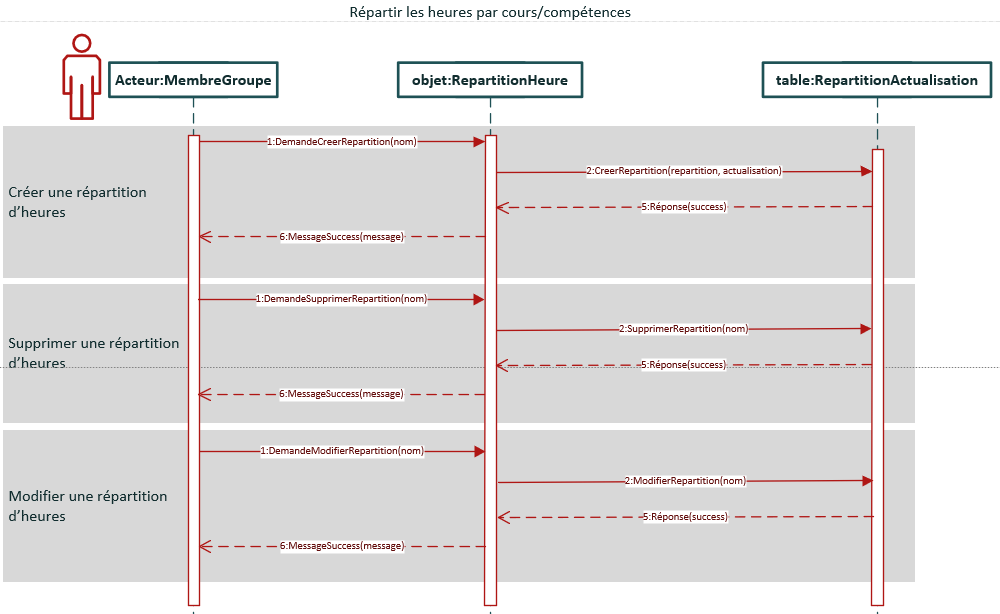 Répartir les heures par cours/compétences
Acteur:MembreGroupe
objet:RepartitionHeure
table:RepartitionActualisation
1:DemandeCreerRepartition(nom)
2:CreerRepartition(repartition, actualisation)
Créer une répartition
d’heures
5:Réponse(success)
6:MessageSuccess(message)
1:DemandeSupprimerRepartition(nom)
2:SupprimerRepartition(nom)
Supprimer une répartition
d’heures
5:Réponse(success)
6:MessageSuccess(message)
1:DemandeModifierRepartition(nom)
2:ModifierRepartition(nom)
Modifier une répartition
d’heures
5:Réponse(success)
6:MessageSuccess(message)